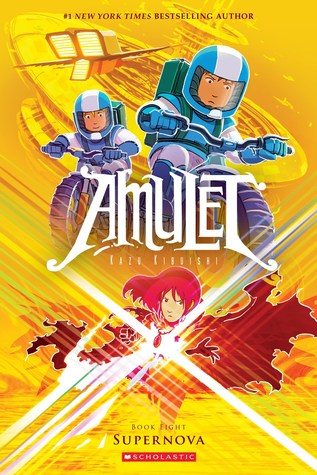 #1 NEW YORK TIMES BESTSELLING AUTHOR
AMULET
KAZU KIBUISHI
BOOK EIGHT
SUPERNOVA
SCHOLASTIC